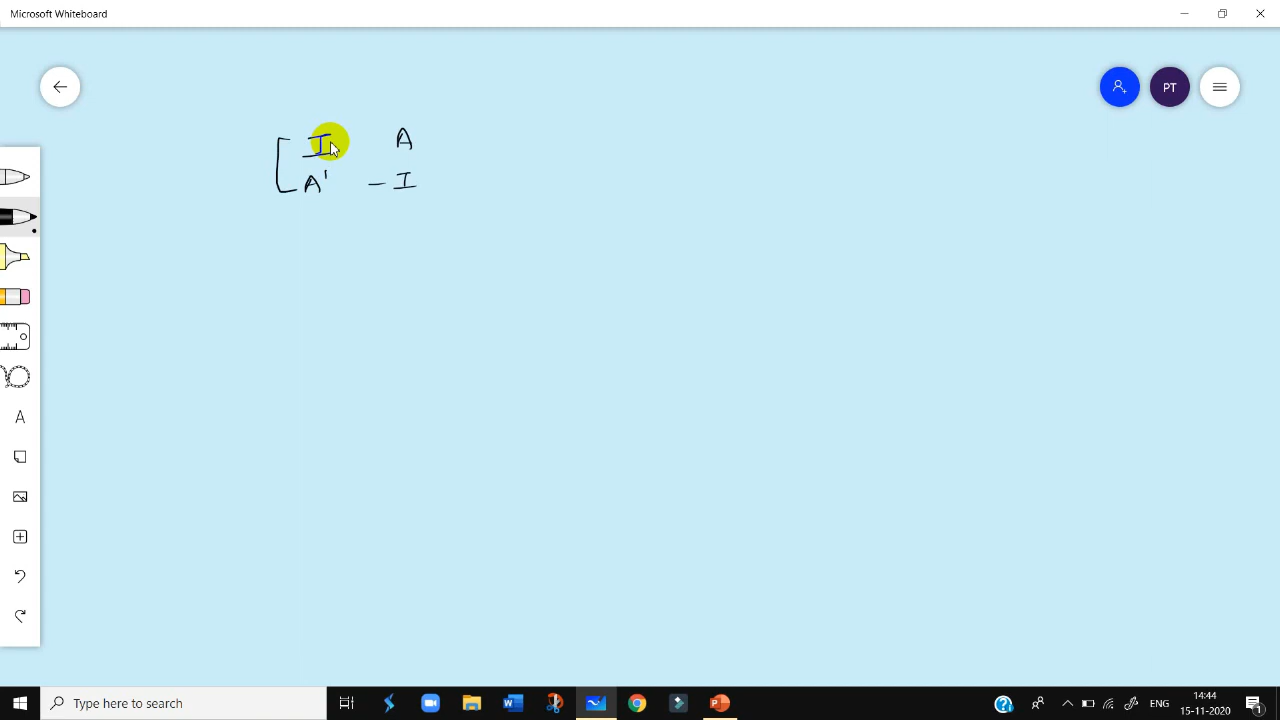 Microsoft Whiteboard
PT
[ I A
A' - I
A
Type here to search
ENG
14:44
15-11-2020